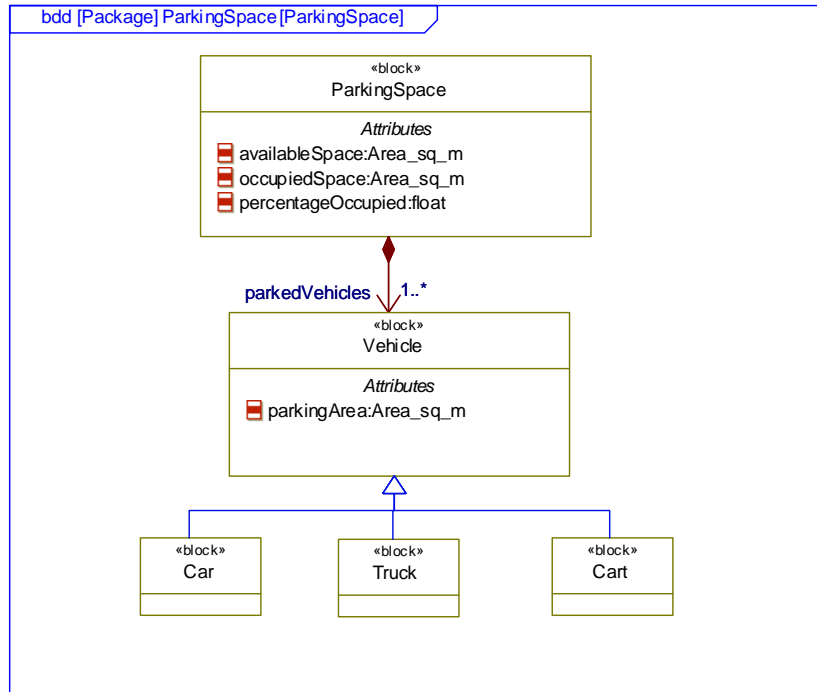 bdd [Package] ParkingSpace [ParkingSpace]
«block»
ParkingSpace
Attributes
availableSpace:Area_sq_m
occupiedSpace:Area_sq_m
percentageOccupied:float
parkedVehicles 1..*
«block»
Vehicle
Attributes
parkingArea:Area_sq_m
«block» «block» «block»
Car Truck Cart